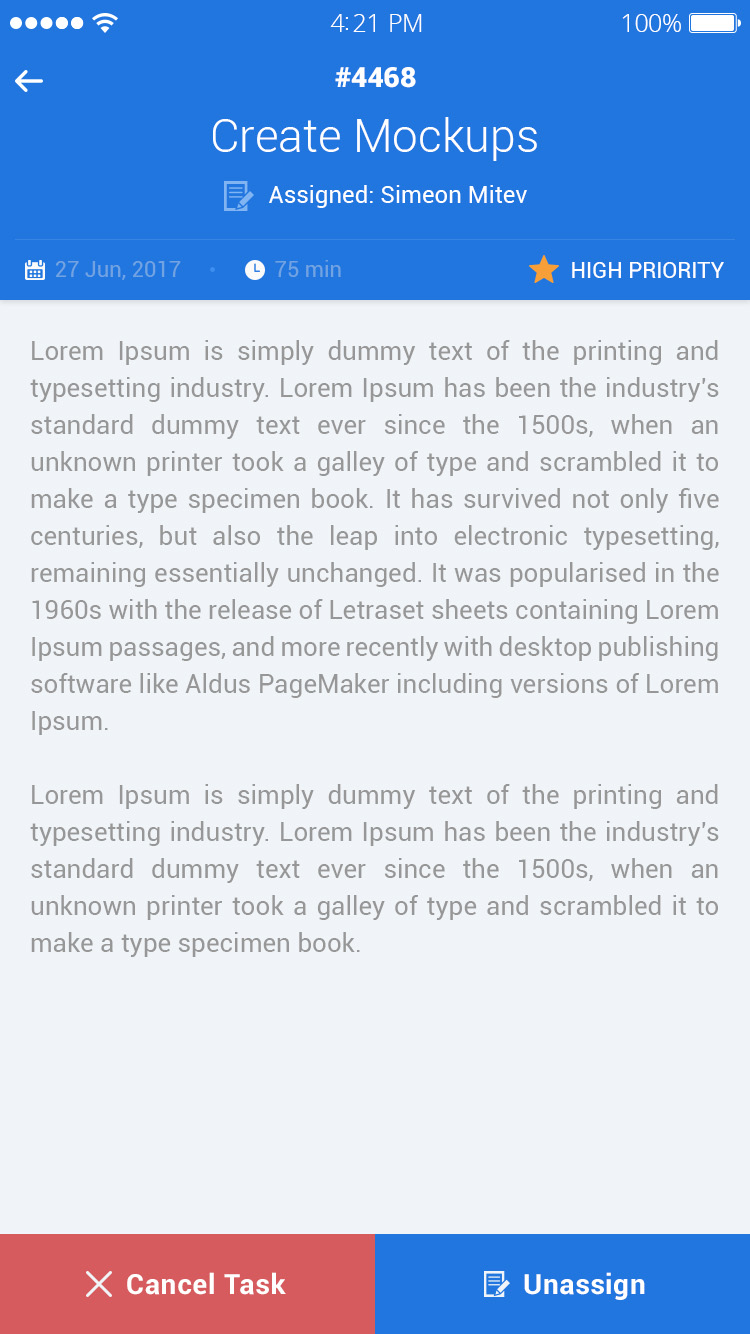 4:21 PM 100%
#4468
Create Mockups
Assigned: Simeon Mitev
27 Jun, 2017 • 75 min HIGH PRIORITY
Lorem Ipsum is simply dummy text of the printing and
typesetting industry. Lorem Ipsum has been the industry's
standard dummy text ever since the 1500s, when an
unknown printer took a galley of type and scrambled it to
make a type specimen book. It has survived not only five
centuries, but also the leap into electronic typesetting,
remaining essentially unchanged. It was popularised in the
1960s with the release of Letraset sheets containing Lorem
Ipsum passages, and more recently with desktop publishing
software like Aldus PageMaker including versions of Lorem
Ipsum.
Lorem Ipsum is simply dummy text of the printing and
typesetting industry. Lorem Ipsum has been the industry's
standard dummy text ever since the 1500s, when an
unknown printer took a galley of type and scrambled it to
make a type specimen book.
Cancel Task Unassign